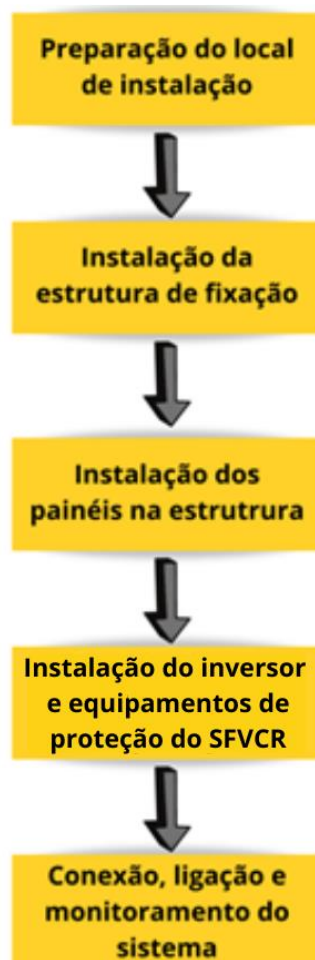 Preparação do local
de instalação
Instalação da
estrutura de fixação
Instalação dos
painéis na estrutrura
Instalação do inversor
e equipamentos de
proteção do SFVCR
Conexão, ligação e
monitoramento do
sistema